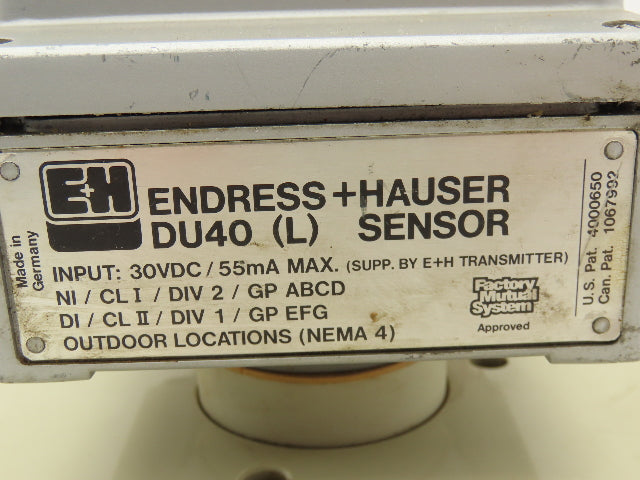 E+H
ENDRESS+HAUSER
DU40 (L) SENSOR
Made in
Germany
INPUT: 30VDC / 55mA MAX. (SUPP. BY E+H TRANSMITTER)
NI / CL I / DIV 2 / GP ABCD
DI / CL II / DIV 1 / GP EFG
OUTDOOR LOCATIONS (NEMA 4)
Factory
Mutual
System
Approved
U.S. Pat. 4000650
Can. Pat. 1067992